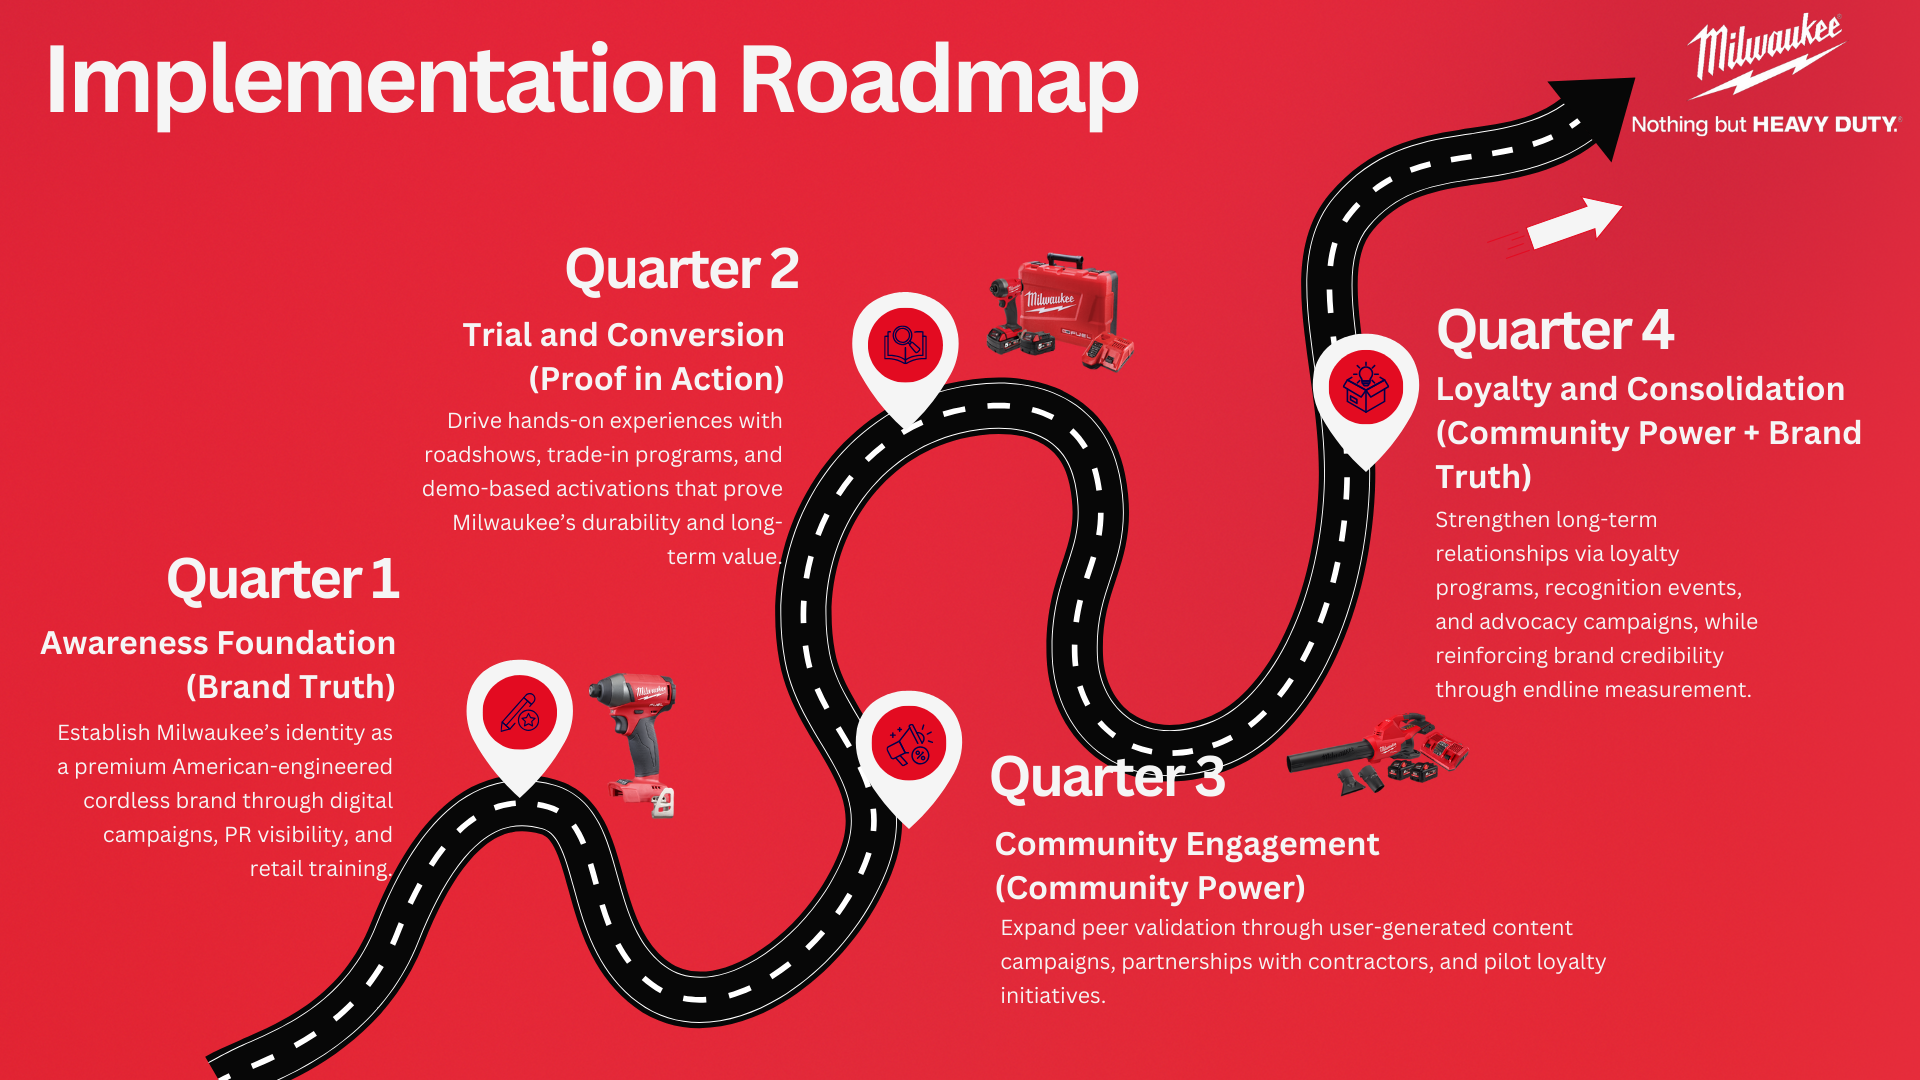 Implementation Roadmap
Milwaukee
Nothing but HEAVY DUTY.
Quarter 1
Awareness Foundation
(Brand Truth)
Establish Milwaukee’s identity as
a premium American-engineered
cordless brand through digital
campaigns, PR visibility, and
retail training.
Milwaukee
Quarter 2
Trial and Conversion
(Proof in Action)
Drive hands-on experiences with
roadshows, trade-in programs, and
demo-based activations that prove
Milwaukee’s durability and long-
term value.
Milwaukee
FUEL
Quarter 3
Community Engagement
(Community Power)
Expand peer validation through user-generated content
campaigns, partnerships with contractors, and pilot loyalty
initiatives.
Milwaukee
Quarter 4
Loyalty and Consolidation
(Community Power + Brand
Truth)
Strengthen long-term
relationships via loyalty
programs, recognition events,
and advocacy campaigns, while
reinforcing brand credibility
through endline measurement.